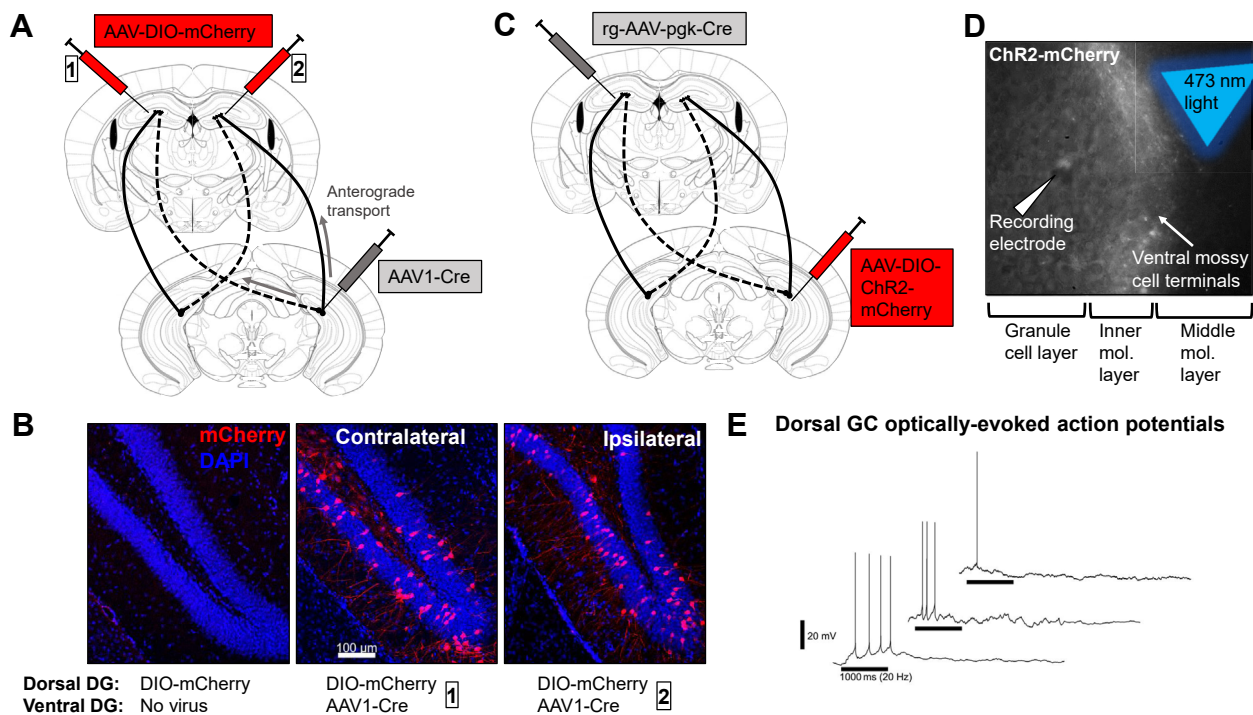 A
AAV-DIO-mCherry
1
2
Anterograde
transport
AAV1-Cre
C
rg-AAV-pgk-Cre
AAV-DIO-
ChR2-
mCherry
D
ChR2-mCherry
473 nm
light
Recording
electrode
Ventral mossy
cell terminals
Granule
cell layer
Inner
mol.
layer
Middle
mol.
layer
B
mCherry
DAPI
Contralateral
Ipsilateral
100 µm
Dorsal DG: DIO-mCherry DIO-mCherry DIO-mCherry
Ventral DG: No virus AAV1-Cre 1 AAV1-Cre 2
E
Dorsal GC optically-evoked action potentials
20 mV
1000 ms (20 Hz)